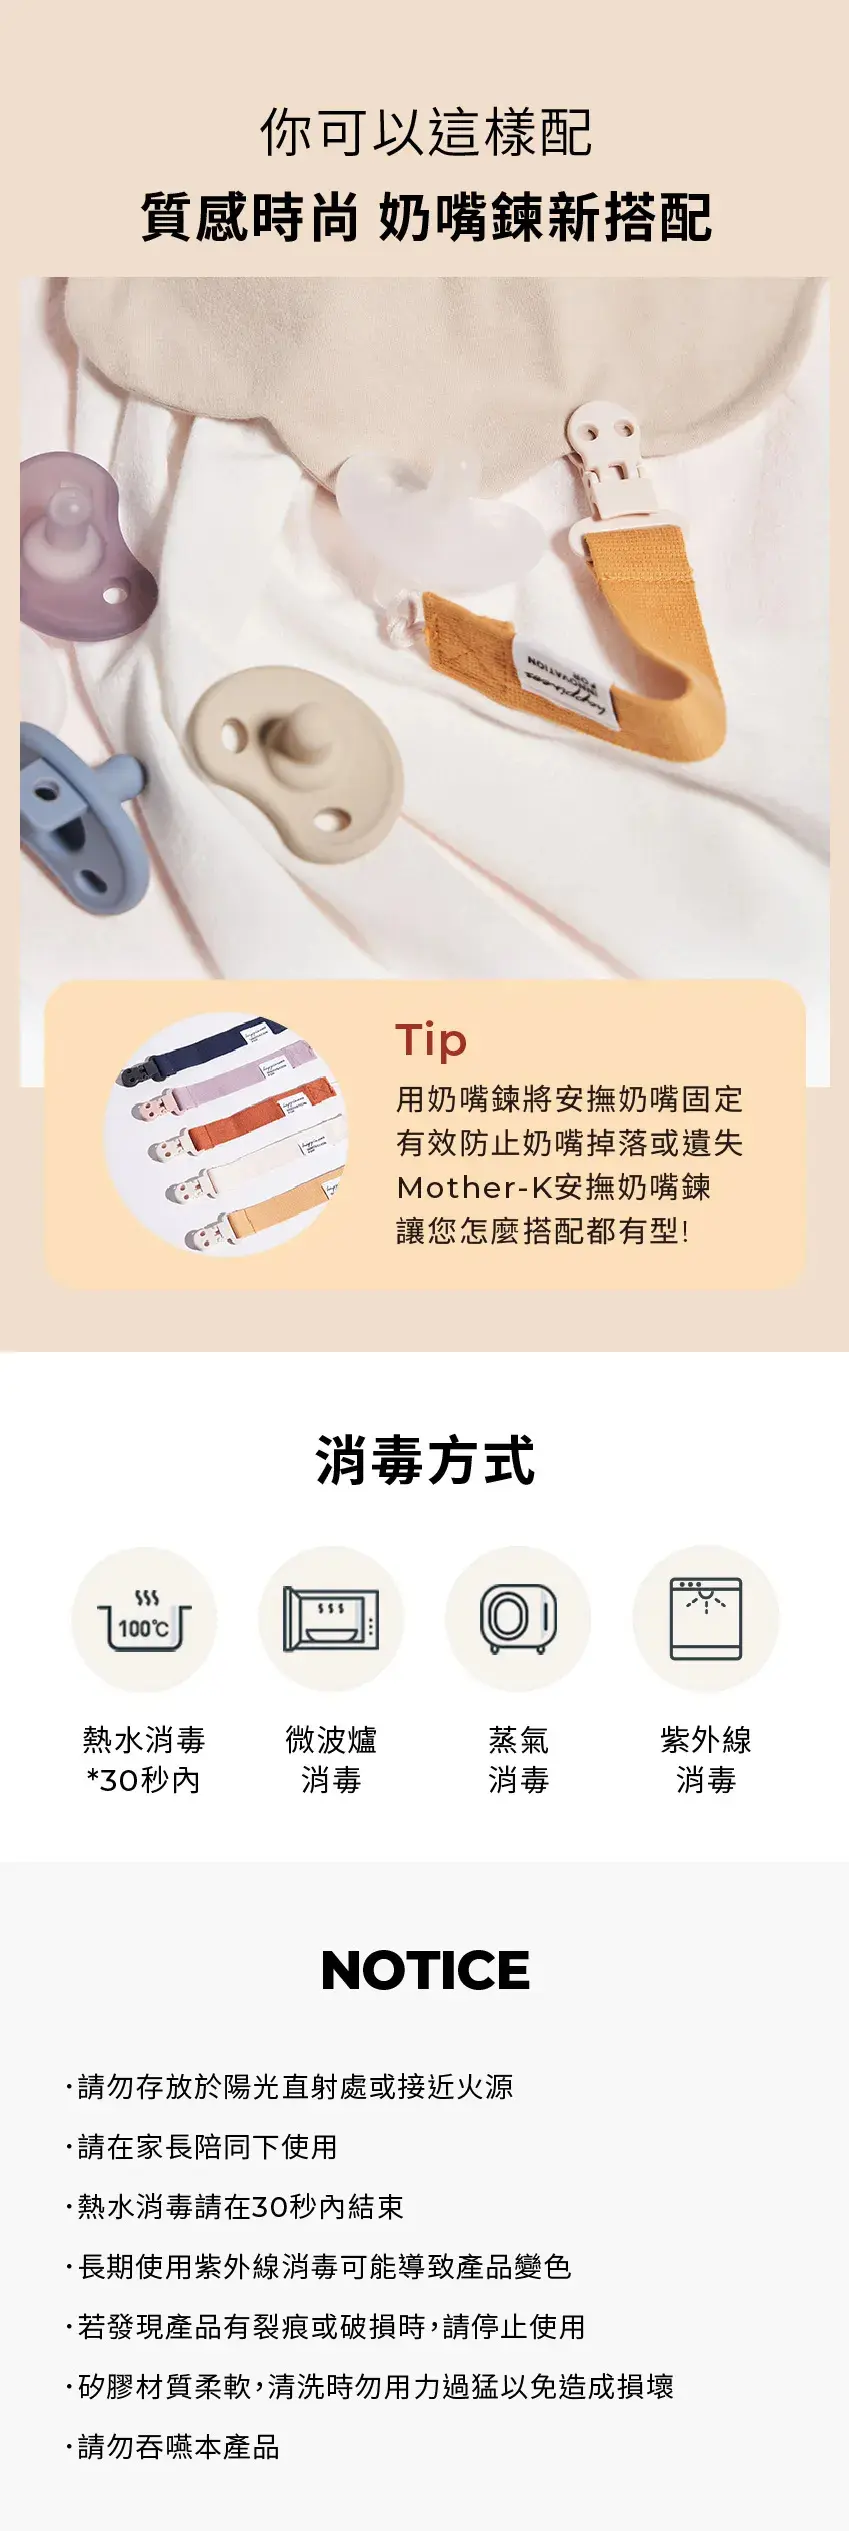 你可以這樣配
質感時尚 奶嘴鍊新搭配
happiness
FOR
INNOVATION
Tip
用奶嘴鍊將安撫奶嘴固定
有效防止奶嘴掉落或遺失
Mother-K安撫奶嘴鍊
讓您怎麼搭配都有型!
消毒方式
100℃
熱水消毒
*30秒內
微波爐
消毒
蒸氣
消毒
紫外線
消毒
NOTICE
·請勿存放於陽光直射處或接近火源
·請在家長陪同下使用
·熱水消毒請在30秒內結束
·長期使用紫外線消毒可能導致產品變色
·若發現產品有裂痕或破損時，請停止使用
·矽膠材質柔軟，清洗時勿用力過猛以免造成損壞
·請勿吞嚥本產品